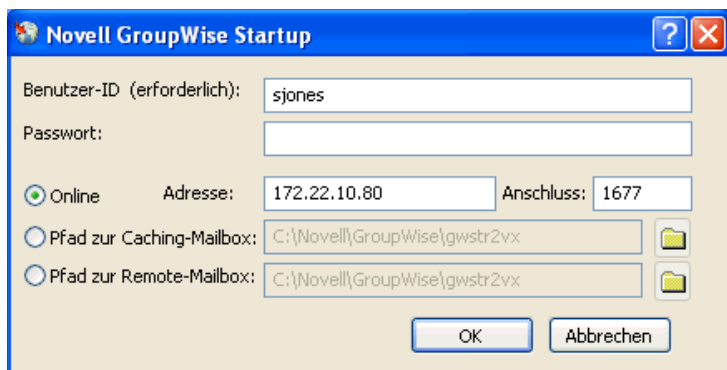 Novell GroupWise Startup
Benutzer-ID (erforderlich): sjones
Passwort:
Online Adresse: 172.22.10.80 Anschluss: 1677
Pfad zur Caching-Mailbox: C:\Novell\GroupWise\gwstr2vx
Pfad zur Remote-Mailbox: C:\Novell\GroupWise\gwstr2vx
OK Abbrechen